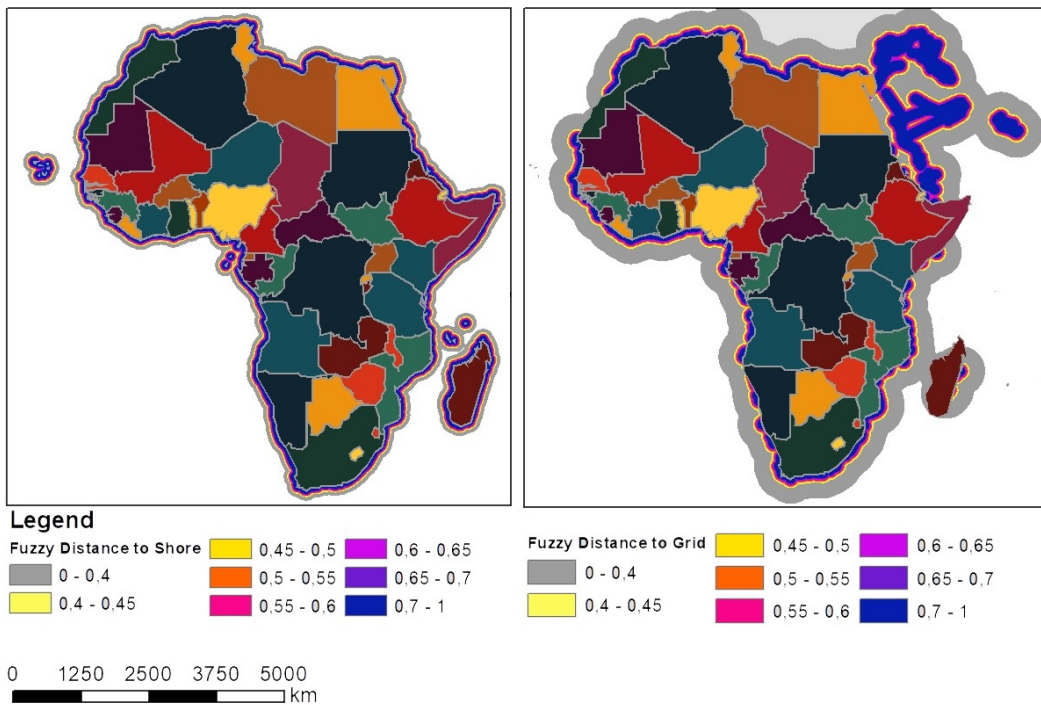 Legend
Fuzzy Distance to Shore
0 - 0,4
0,4 - 0,45
0,45 - 0,5
0,5 - 0,55
0,55 - 0,6
0,6 - 0,65
0,65 - 0,7
0,7 - 1
Fuzzy Distance to Grid
0 - 0,4
0,4 - 0,45
0,45 - 0,5
0,5 - 0,55
0,55 - 0,6
0,6 - 0,65
0,65 - 0,7
0,7 - 1
0 1250 2500 3750 5000
km